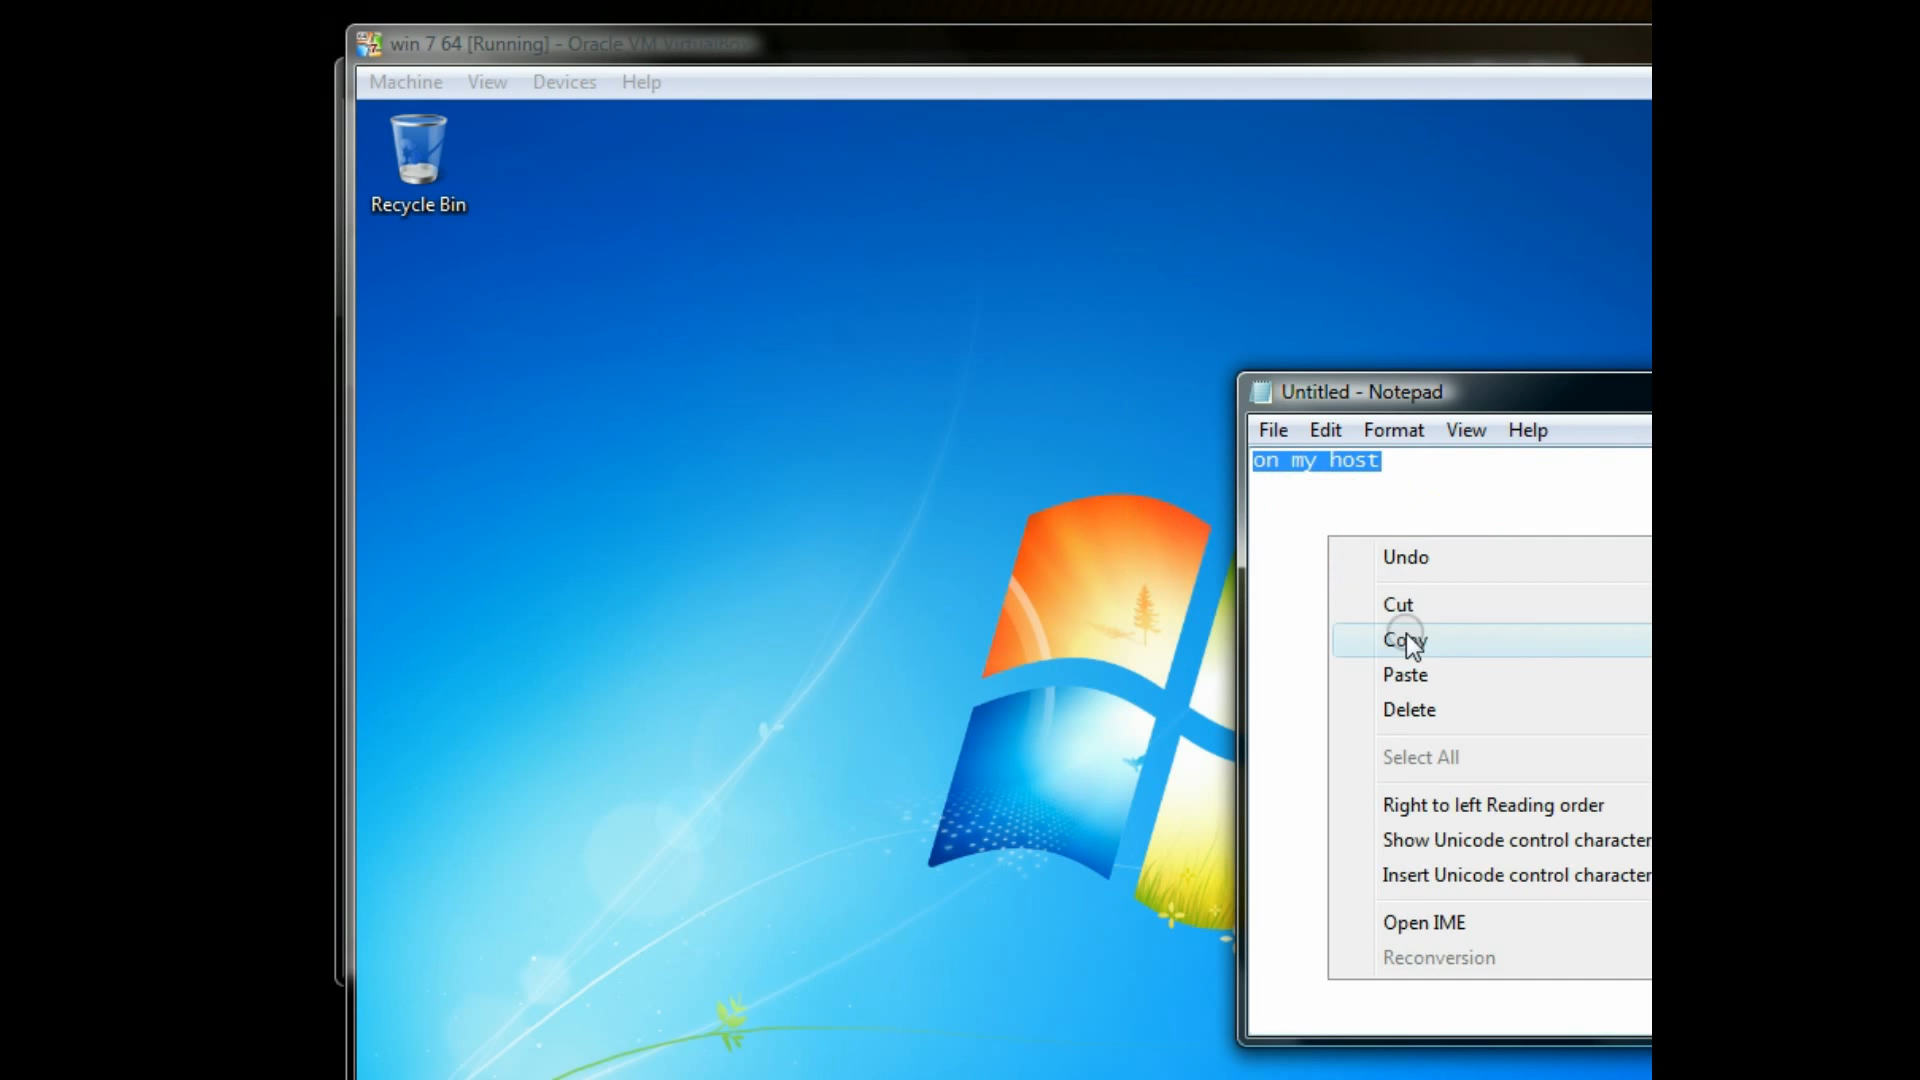 win 7 64 [Running] - Oracle VM VirtualBox
Machine View Devices Help
Recycle Bin
Untitled - Notepad
File Edit Format View Help
on my host
Undo
Cut
Copy
Paste
Delete
Select All
Right to left Reading order
Show Unicode control character
Insert Unicode control character
Open IME
Reconversion